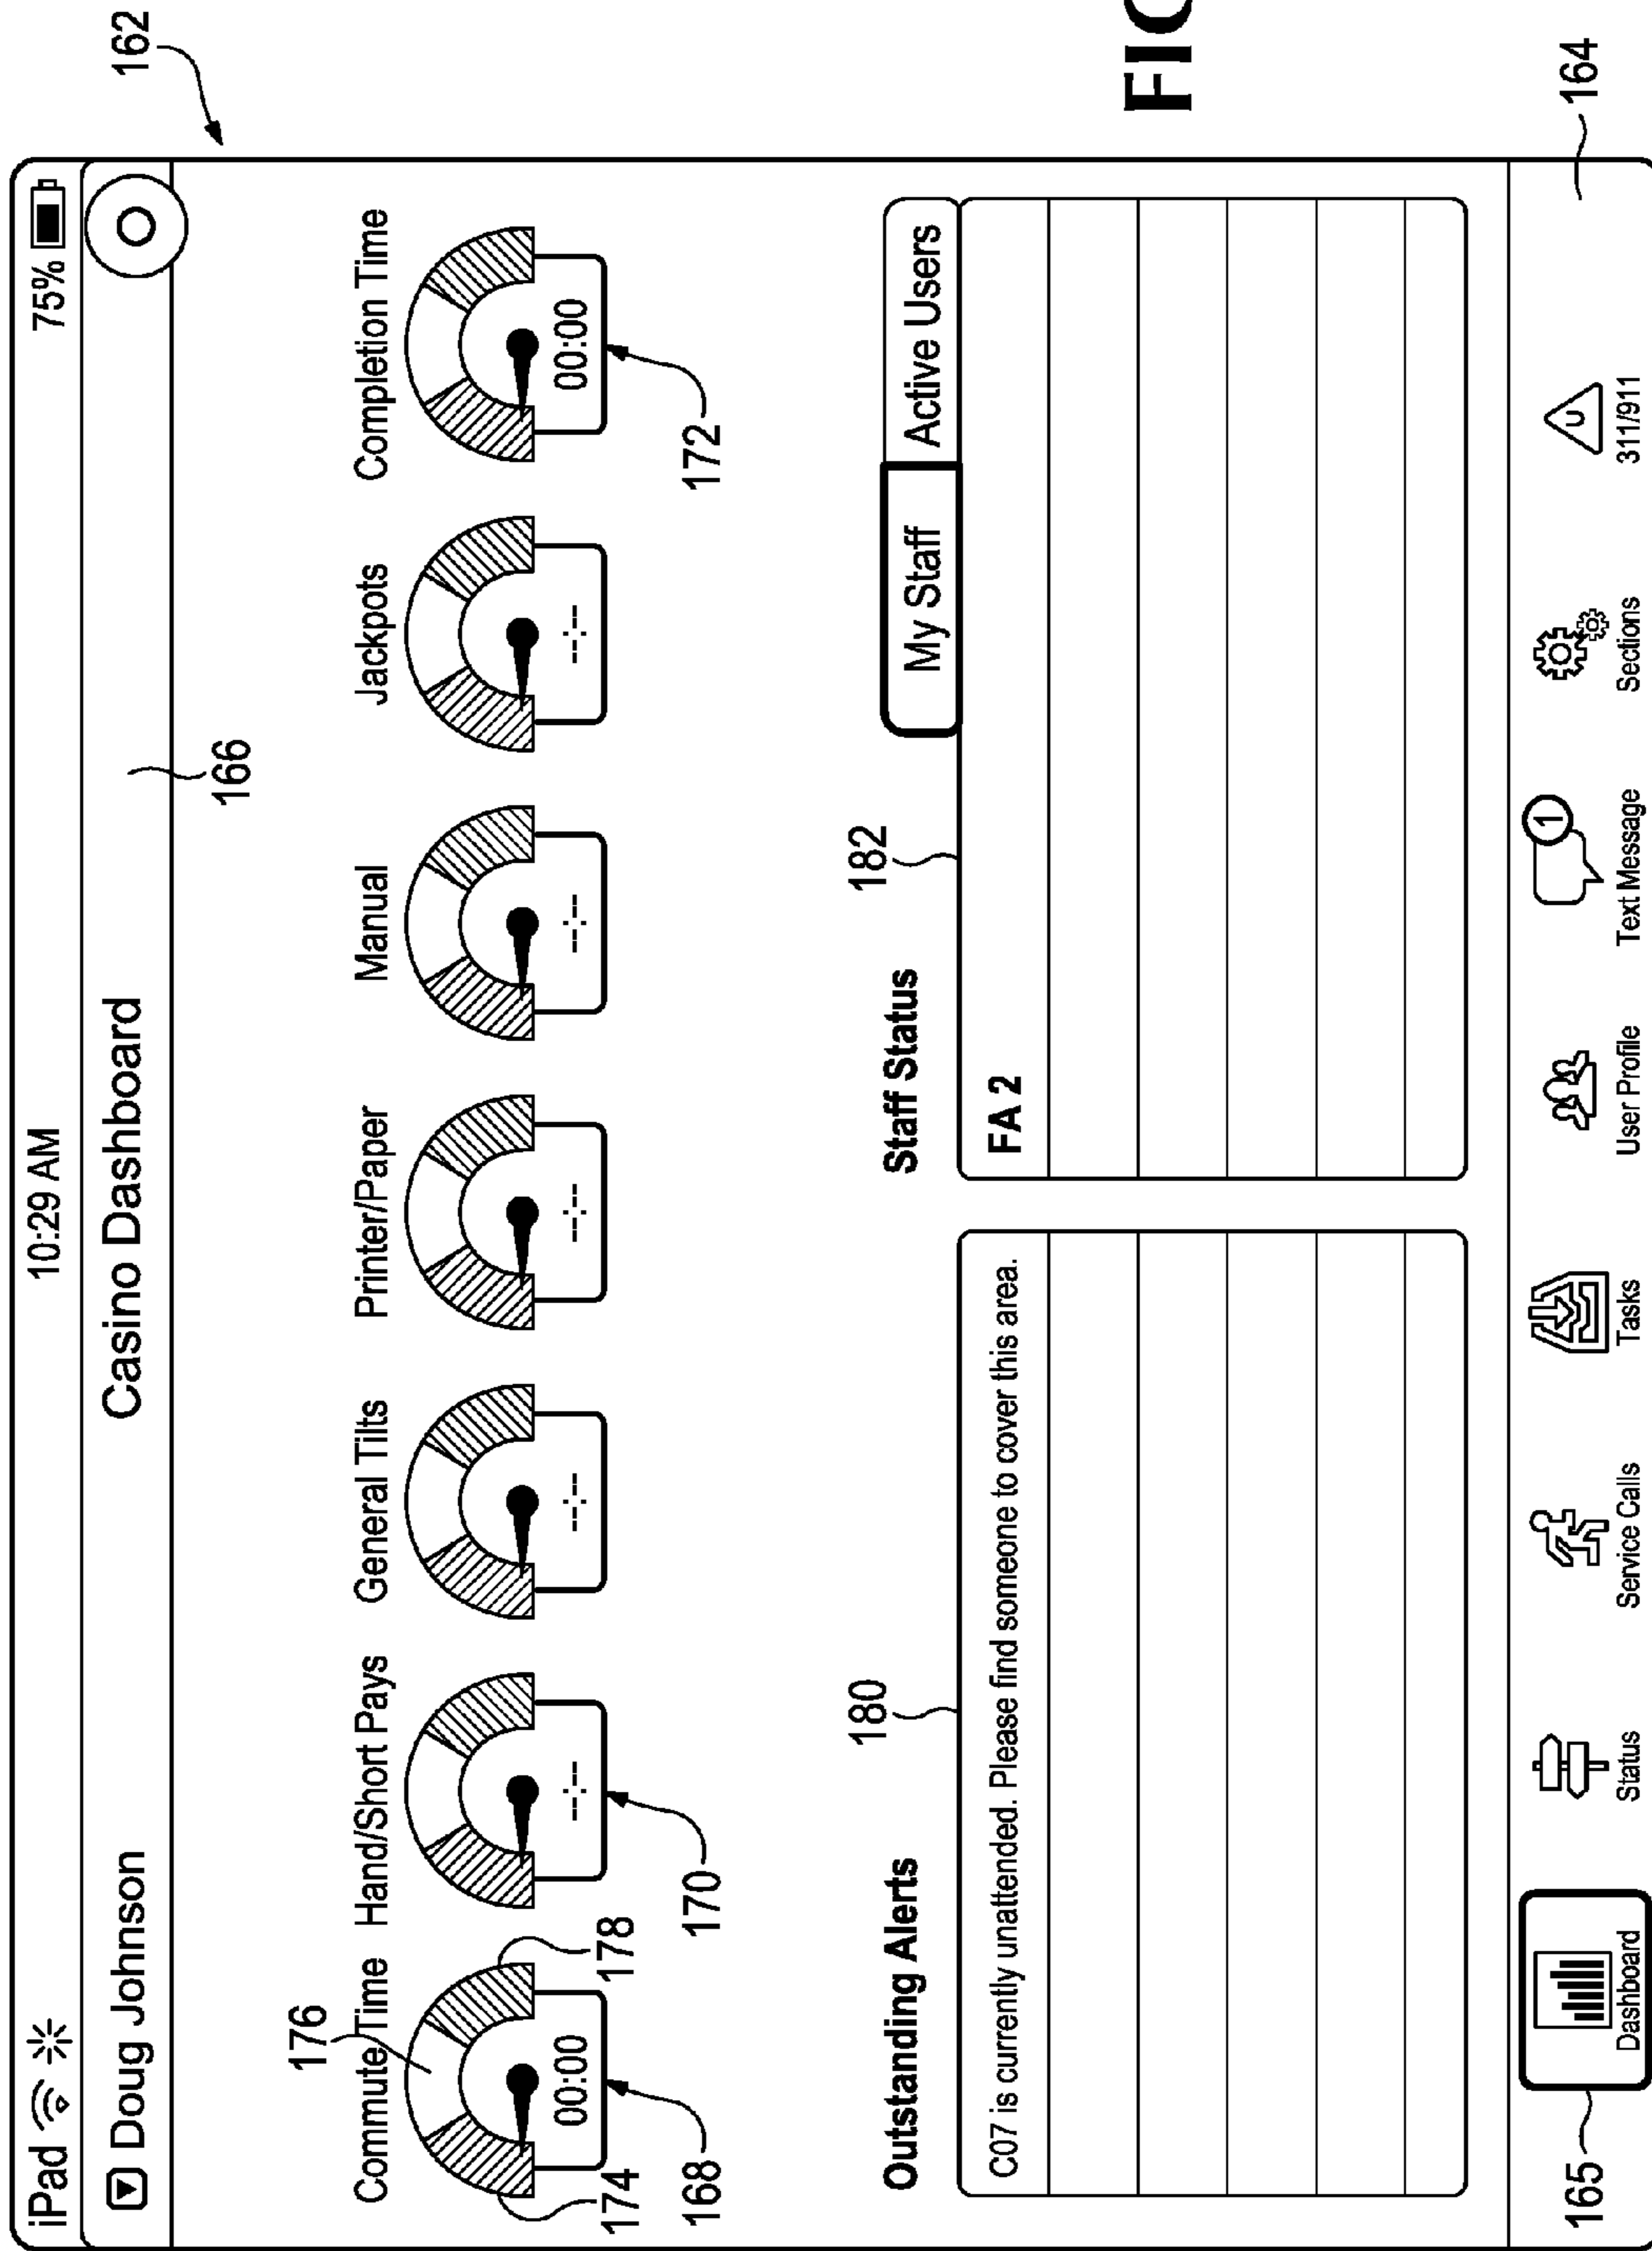 iPad 10:29 AM 75%
Doug Johnson Casino Dashboard
162
166
176
Commute Time Hand/Short Pays General Tilts Printer/Paper Manual Jackpots Completion Time
00:00 --:-- --:-- --:-- --:-- --:-- 00:00
174 178
168 170 172
180 182
Outstanding Alerts Staff Status My Staff Active Users
C07 is currently unattended. Please find someone to cover this area. FA 2
FIG
1
165 Dashboard Status Service Calls Tasks User Profile Text Message Sections 311/911 164